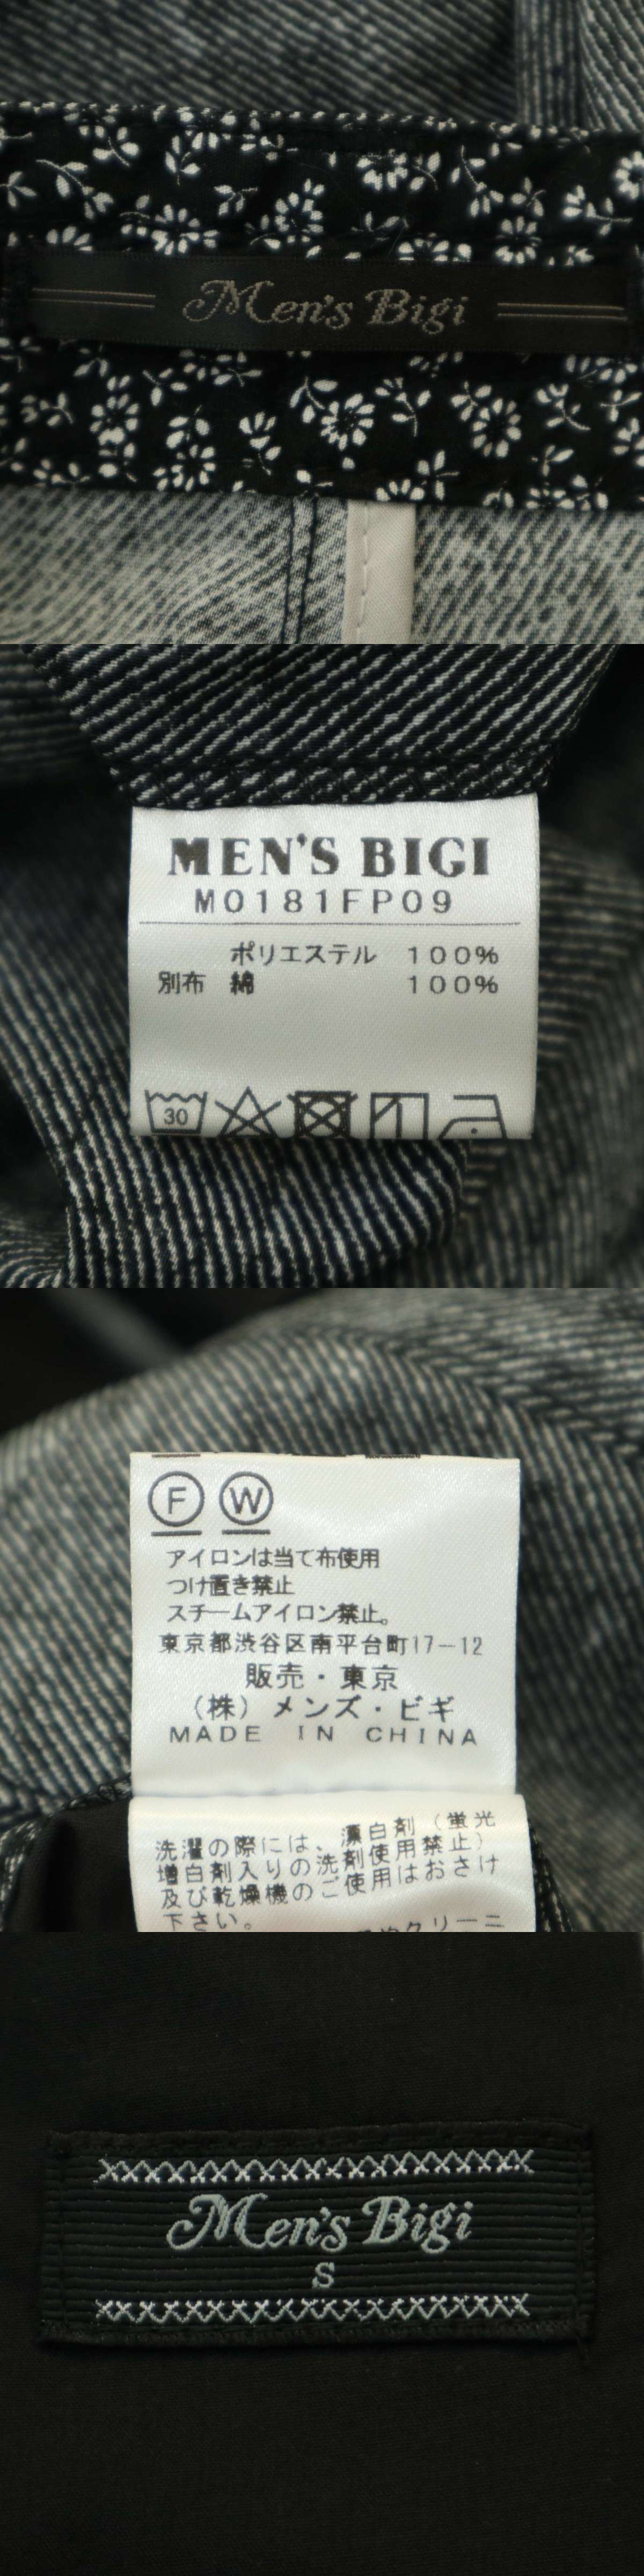 Men's Bigi
MEN'S BIGI
M0181FP09
ポリエステル 100%
別布 綿 100%
30
F W
アイロンは当て布使用
つけ置き禁止
スチームアイロン禁止。
東京都渋谷区南平台町17-12
販売・東京
(株) メンズ・ビギ
MADE IN CHINA
洗濯の際には、漂白剤(蛍光
増白剤入りの洗剤使用禁止)
及び乾燥機のご使用はおさけ
下さい。
クリーニ
Men's Bigi
S